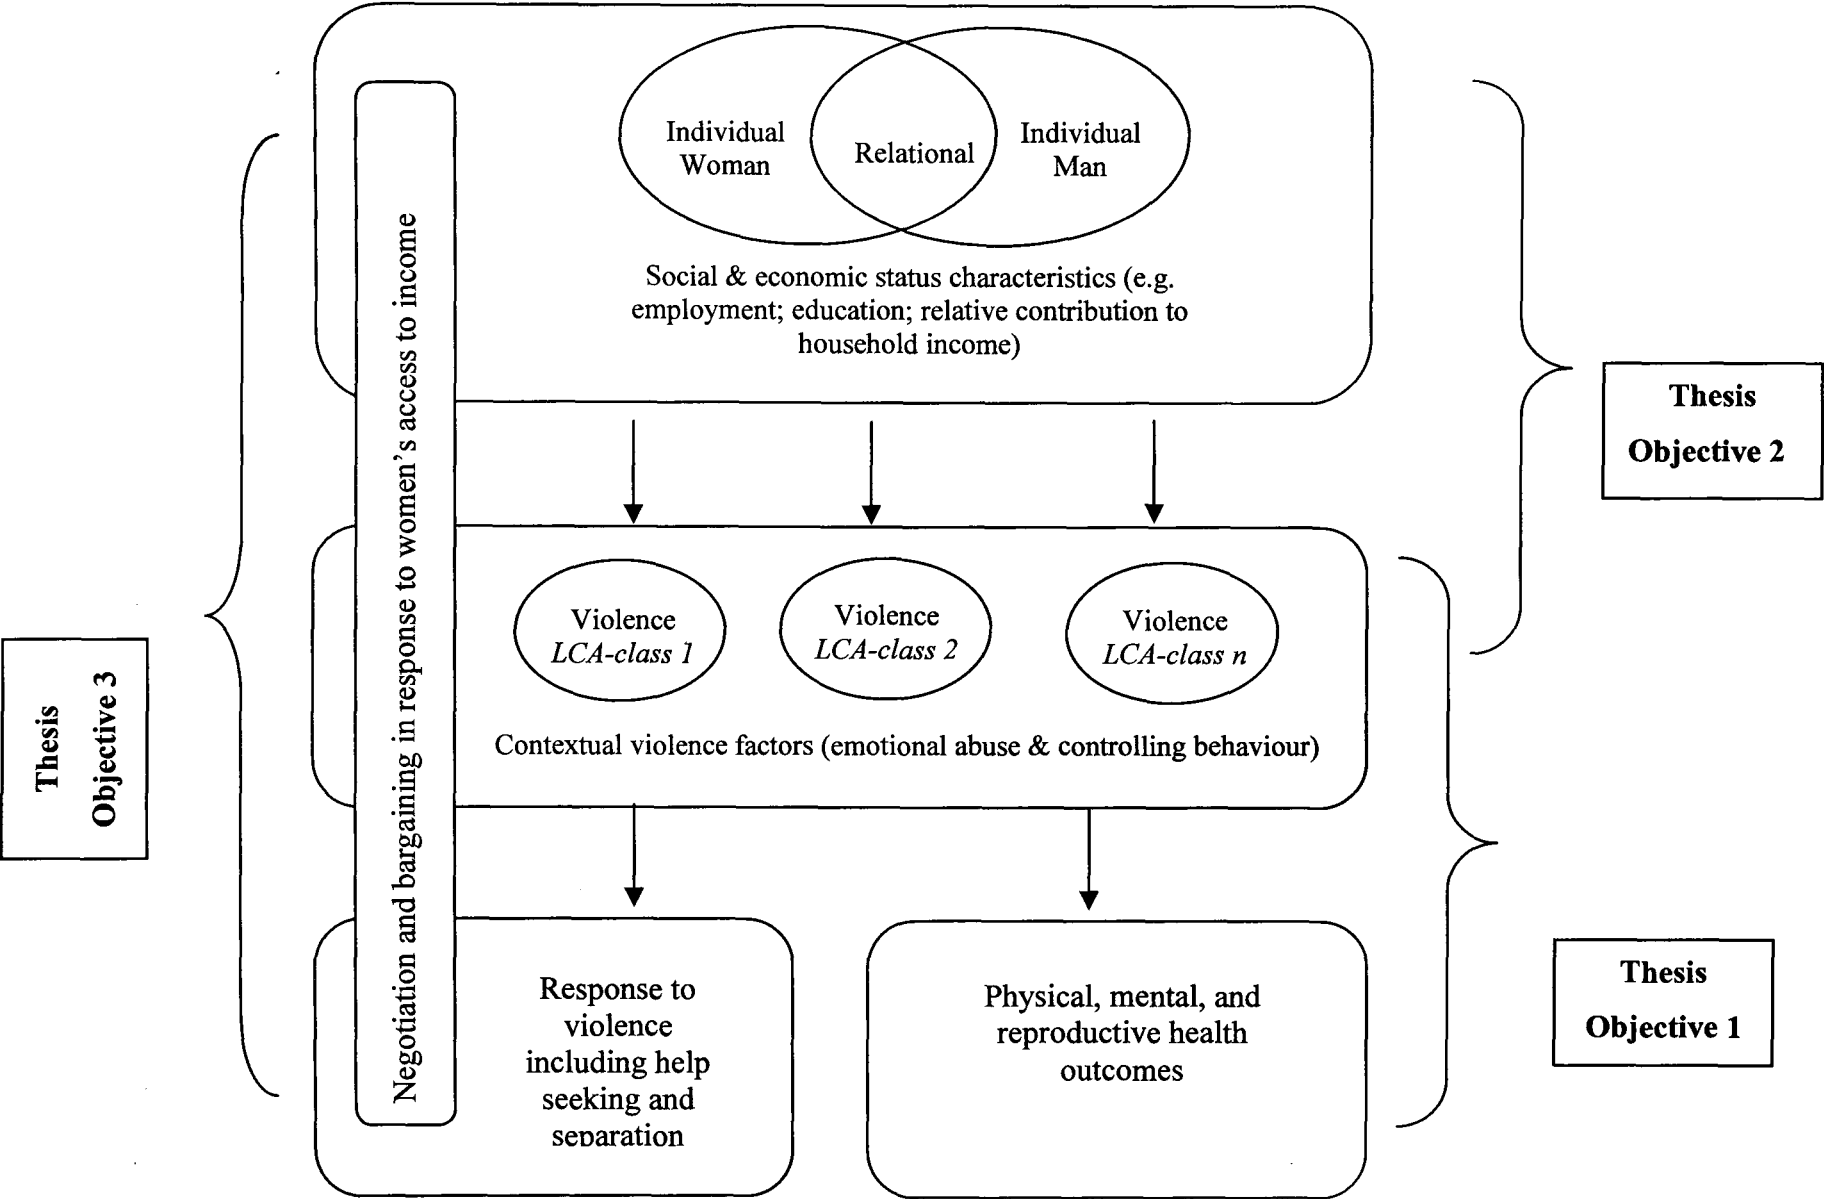 Individual
Woman
Relational
Individual
Man
Social & economic status characteristics (e.g.
employment; education; relative contribution to
household income)
Negotiation and bargaining in response to women's access to income
Thesis
Objective 2
Violence
LCA-class 1
Violence
LCA-class 2
Violence
LCA-class n
Contextual violence factors (emotional abuse & controlling behaviour)
Thesis
Objective 3
Response to
violence
including help
seeking and
separation
Physical, mental, and
reproductive health
outcomes
Thesis
Objective 1